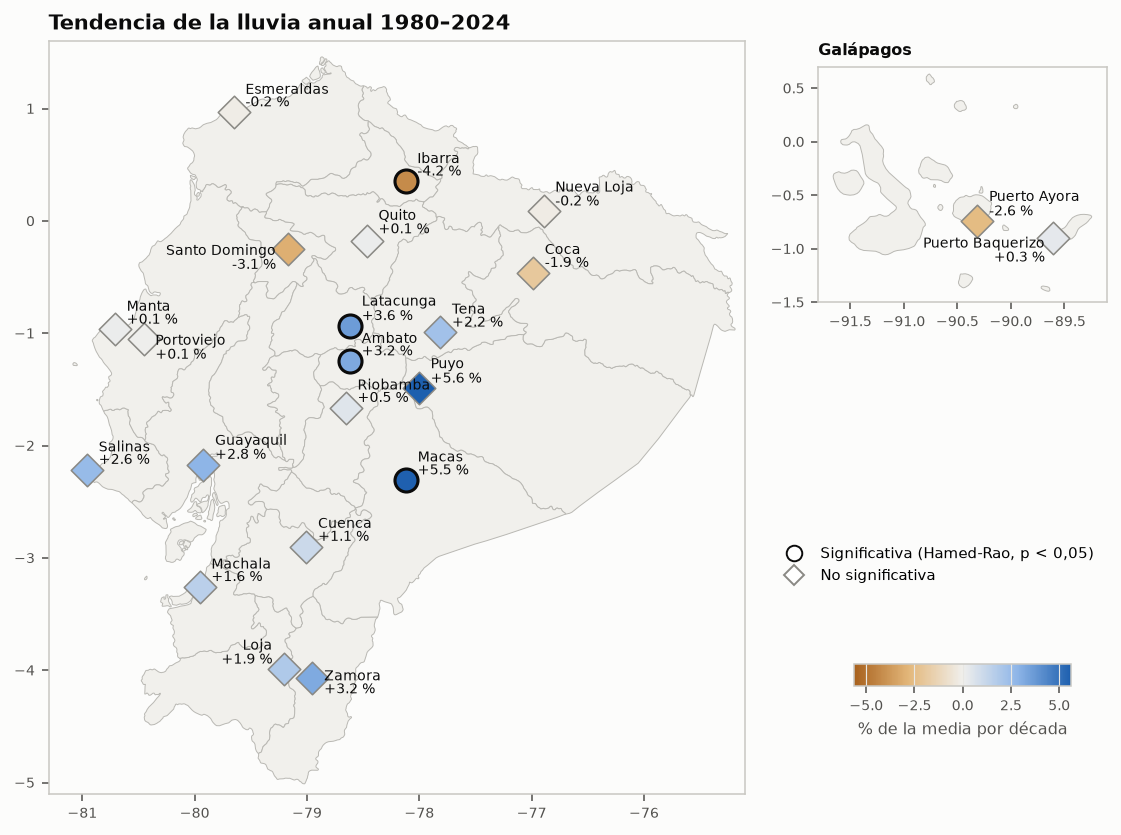 Tendencia de la lluvia anual 1980–2024
Galápagos
Esmeraldas
-0.2 %
Ibarra
-4.2 %
Nueva Loja
-0.2 %
Quito
+0.1 %
Santo Domingo
-3.1 %
Coca
-1.9 %
Latacunga
+3.6 %
Manta
+0.1 %
Tena
+2.2 %
Portoviejo
+0.1 %
Ambato
+3.2 %
Puyo
+5.6 %
Riobamba
+0.5 %
Salinas
+2.6 %
Guayaquil
+2.8 %
Macas
+5.5 %
Cuenca
+1.1 %
Machala
+1.6 %
Loja
+1.9 %
Zamora
+3.2 %
1
0
−1
−2
−3
−4
−5
−81
−80
−79
−78
−77
−76
Puerto Ayora
-2.6 %
Puerto Baquerizo
+0.3 %
0.5
0.0
−0.5
−1.0
−1.5
−91.5
−91.0
−90.5
−90.0
−89.5
Significativa (Hamed-Rao, p < 0,05)
No significativa
−5.0
−2.5
0.0
2.5
5.0
% de la media por década